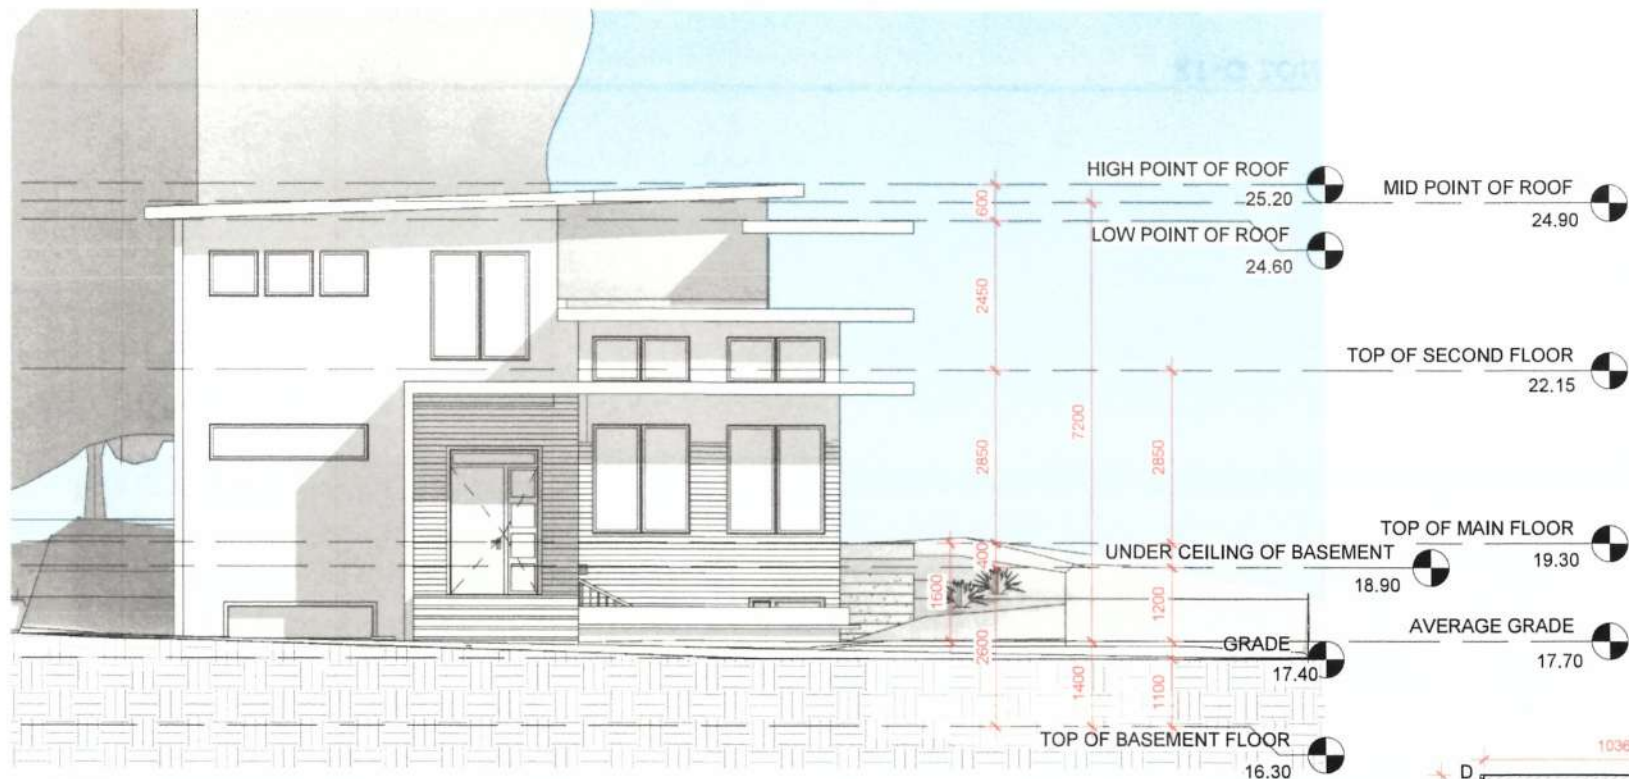 HIGH POINT OF ROOF
25.20
MID POINT OF ROOF
24.90
LOW POINT OF ROOF
24.60
600
2450
TOP OF SECOND FLOOR
22.15
7200
2850
2850
TOP OF MAIN FLOOR
19.30
UNDER CEILING OF BASEMENT
18.90
400
1600
1200
AVERAGE GRADE
17.70
GRADE
17.40
2600
1400
1100
TOP OF BASEMENT FLOOR
16.30
1036
D